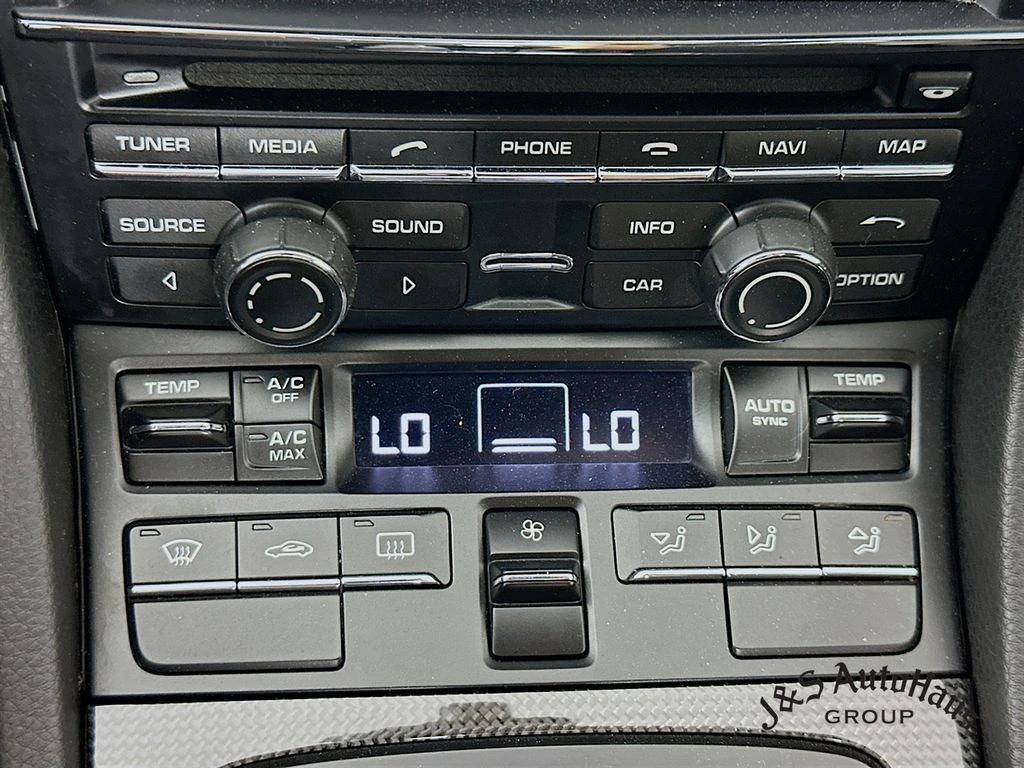 TUNER MEDIA PHONE NAVI MAP
SOURCE SOUND INFO
CAR OPTION
TEMP A/C OFF AUTO SYNC TEMP
A/C MAX
LO LO
J&S AutoHaus
GROUP